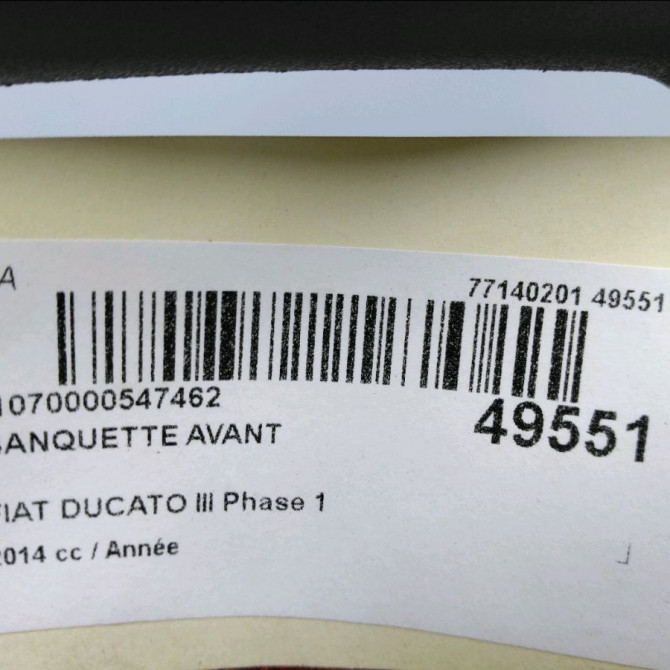 A
77140201 49551
1070000547462
49551
BANQUETTE AVANT
FIAT DUCATO III Phase 1
2014 cc / Année